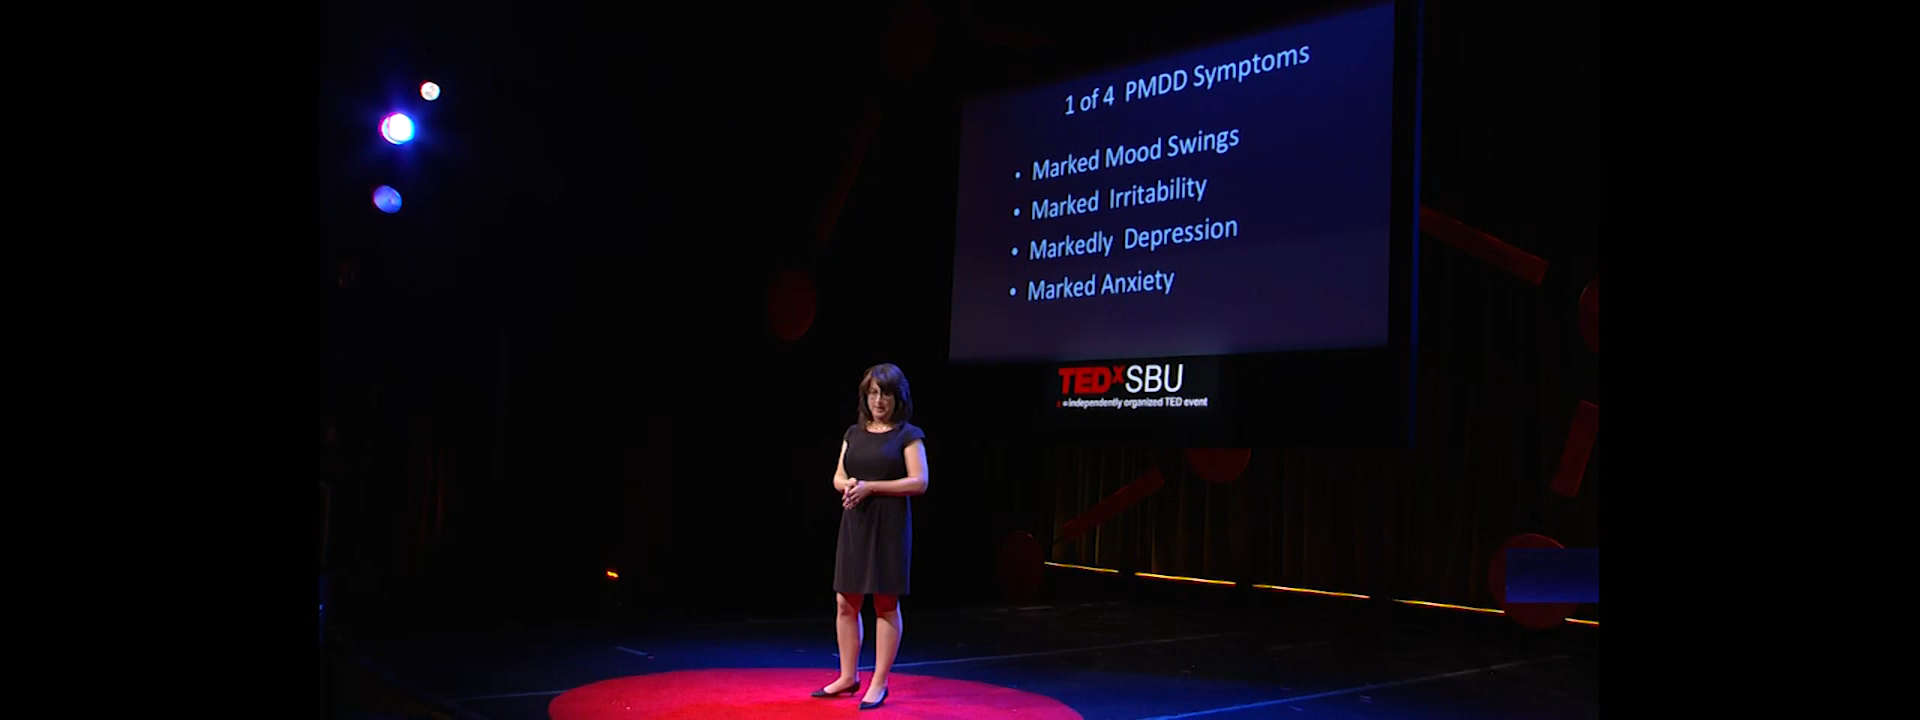 1 of 4 PMDD Symptoms
• Marked Mood Swings
• Marked Irritability
• Markedly Depression
• Marked Anxiety
TEDxSBU
x = independently organized TED event